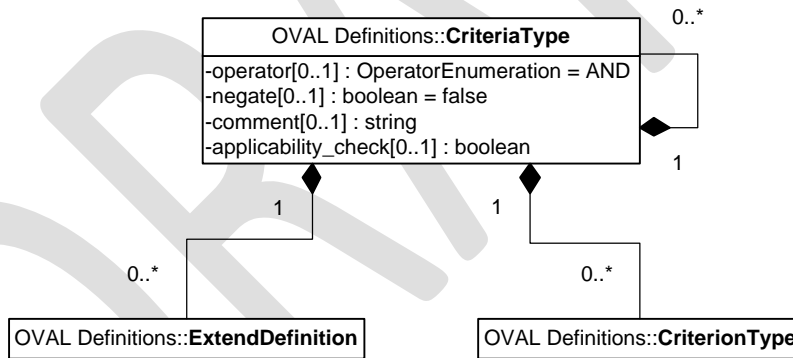 0..*
OVAL Definitions::CriteriaType
-operator[0..1] : OperatorEnumeration = AND
-negate[0..1] : boolean = false
-comment[0..1] : string
-applicability_check[0..1] : boolean
1
1
1
0..*
0..*
OVAL Definitions::ExtendDefinition
OVAL Definitions::CriterionType